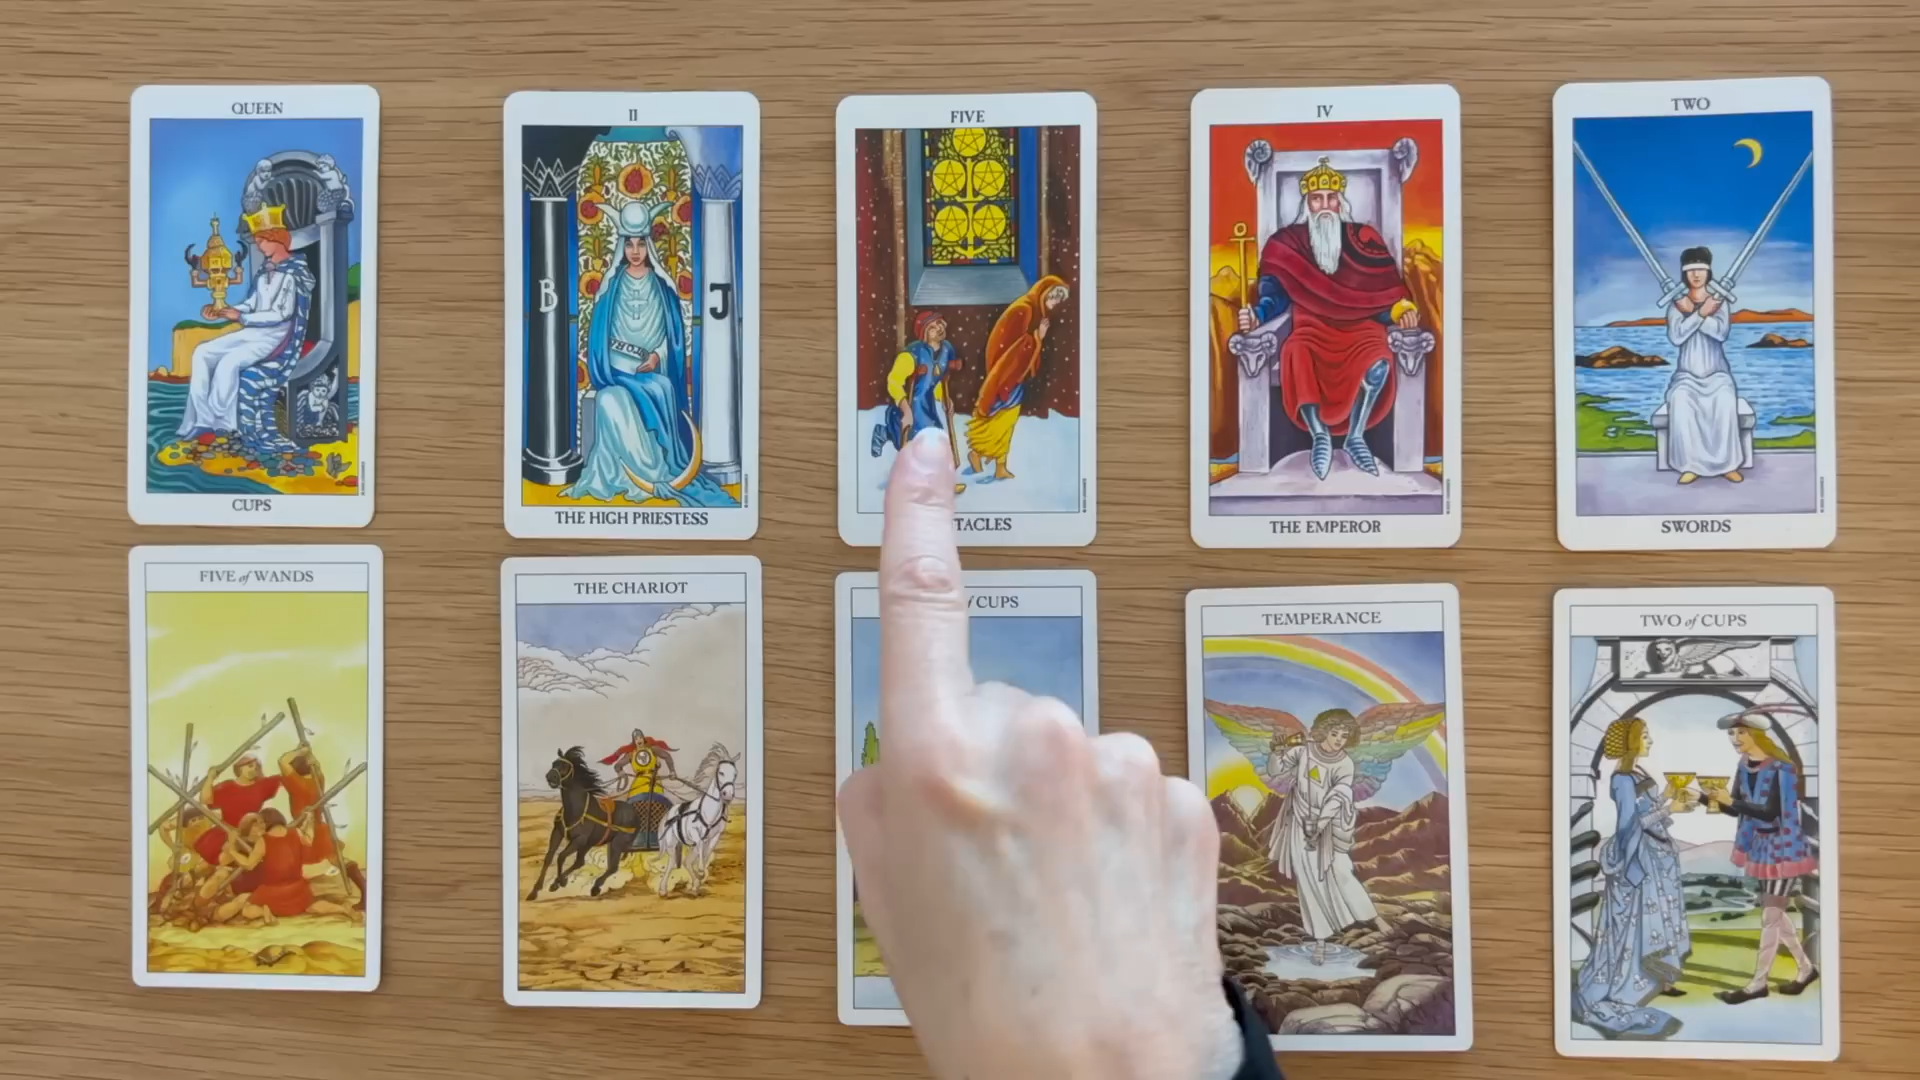 QUEEN
II
FIVE
IV
TWO
B
J
TORA
CUPS
THE HIGH PRIESTESS
TACLES
THE EMPEROR
SWORDS
FIVE of WANDS
THE CHARIOT
f CUPS
TEMPERANCE
TWO of CUPS